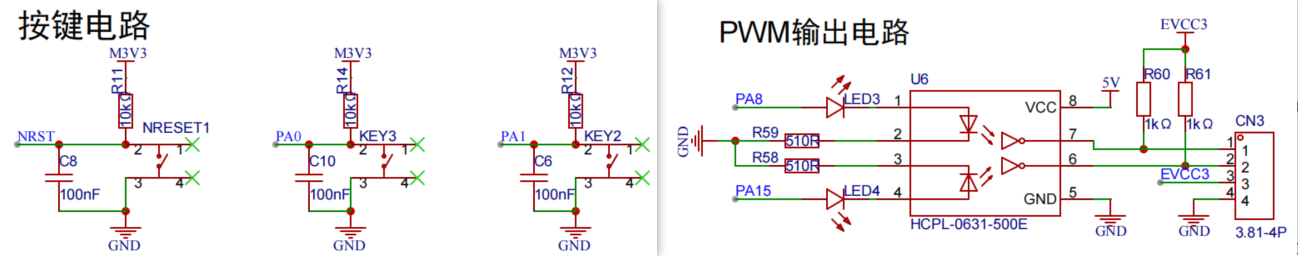 按键电路
M3V3
R11
10kΩ
NRST
NRESET1
2
1
C8
100nF
3
4
GND
M3V3
R14
10kΩ
PA0
KEY3
2
1
C10
100nF
3
4
GND
M3V3
R12
10kΩ
PA1
KEY2
2
1
C6
100nF
3
4
GND
PWM输出电路
EVCC3
U6
R60
R61
5V
PA8
LED3
1
VCC
8
1kΩ
1kΩ
CN3
GND
R59
510R
2
7
R58
510R
3
6
1
1
2
2
EVCC3
3
3
4
4
PA15
LED4
4
GND
5
HCPL-0631-500E
GND
GND
3.81-4P